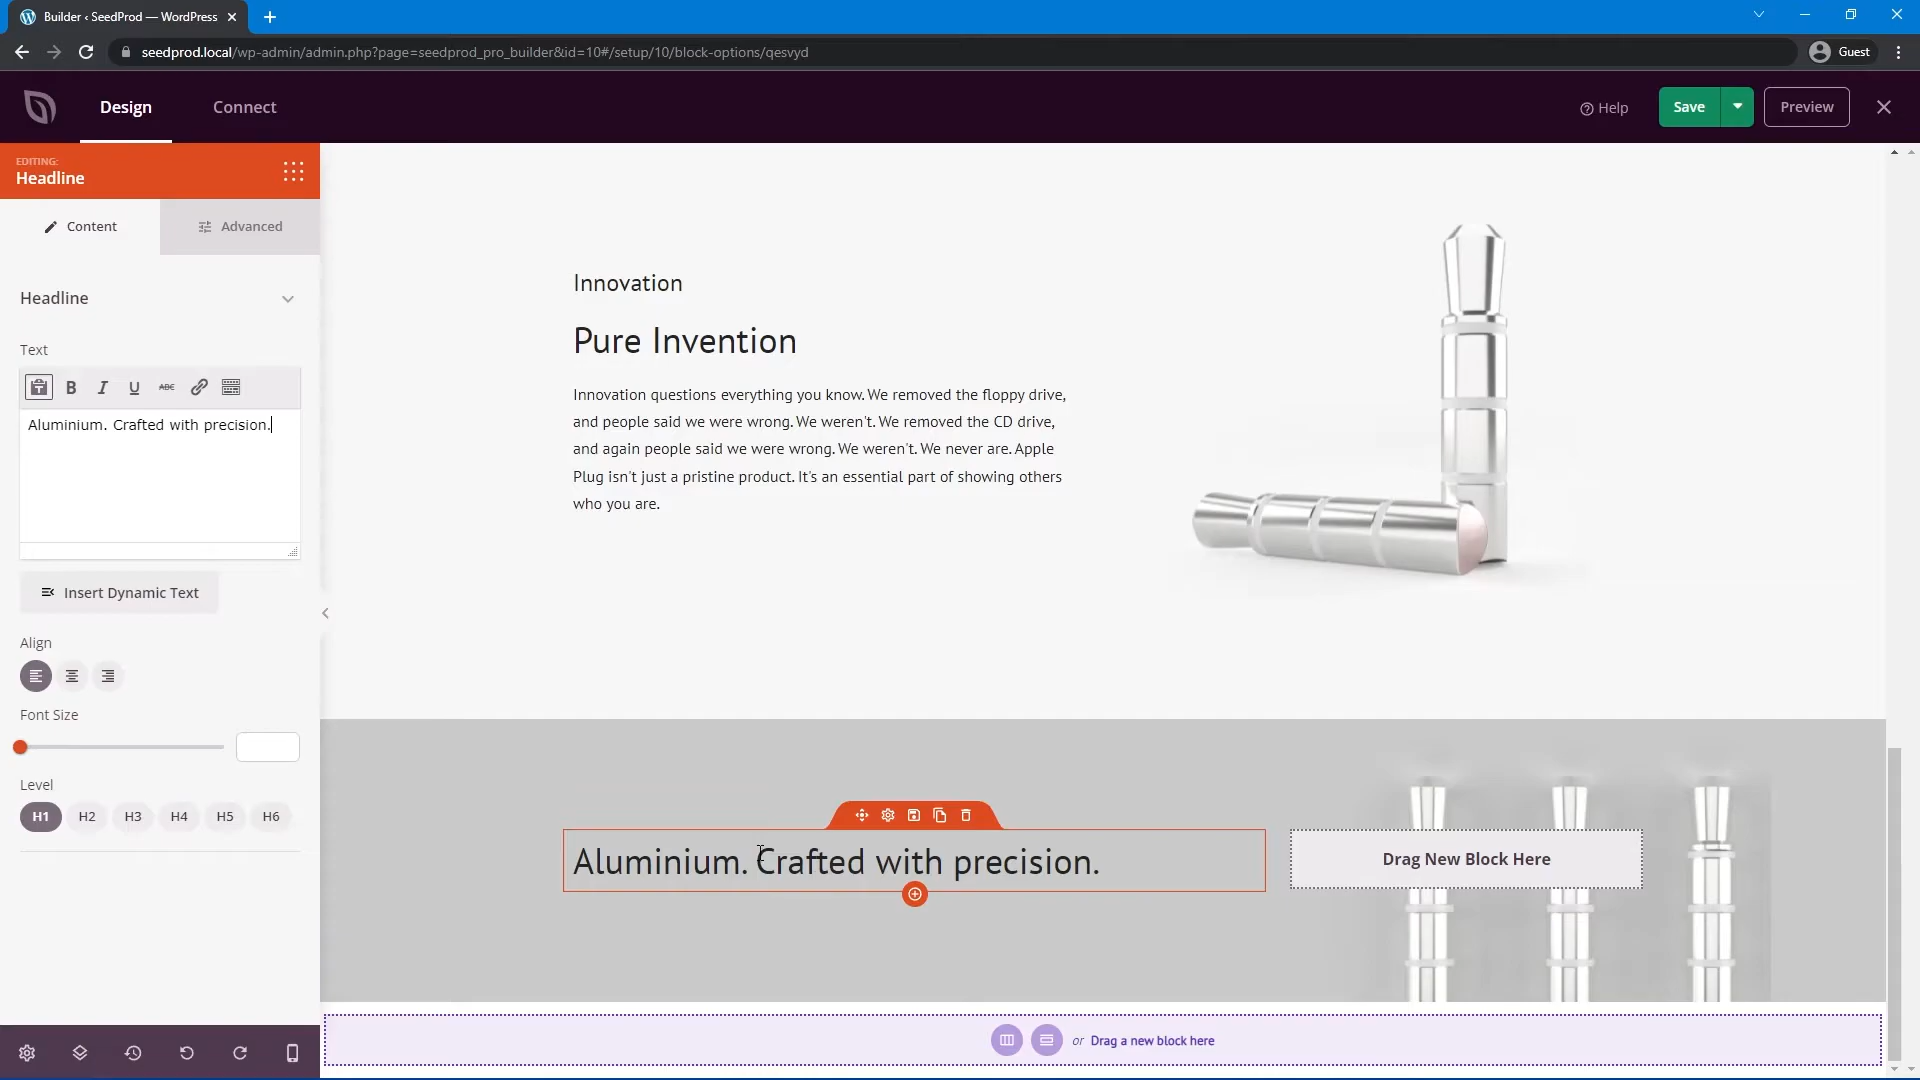 Builder ‹ SeedProd — WordPress
seedprod.local/wp-admin/admin.php?page=seedprod_pro_builder&id=10#/setup/10/block-options/qesvyd
Guest
Design
Connect
Help
Save
Preview
EDITING:
Headline
Content
Advanced
Headline
Text
B I U ABC
Aluminium. Crafted with precision.
Insert Dynamic Text
Align
Font Size
Level
H1 H2 H3 H4 H5 H6
Innovation
Pure Invention
Innovation questions everything you know. We removed the floppy drive,
and people said we were wrong. We weren't. We removed the CD drive,
and again people said we were wrong. We weren't. We never are. Apple
Plug isn't just a pristine product. It's an essential part of showing others
who you are.
Aluminium. Crafted with precision.
Drag New Block Here
or Drag a new block here